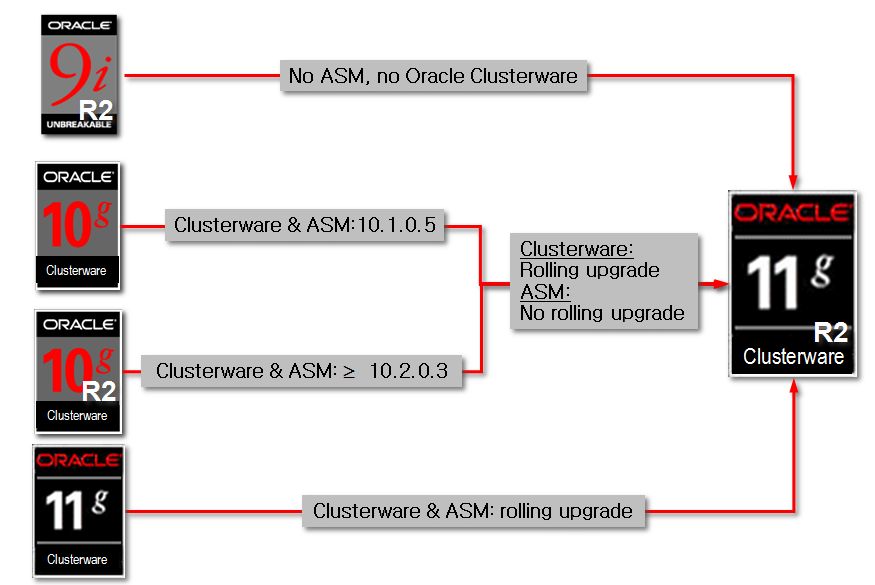 ORACLE
9i
R2
UNBREAKABLE
No ASM, no Oracle Clusterware
ORACLE
10g
Clusterware
Clusterware & ASM:10.1.0.5
ORACLE
10g
R2
Clusterware
Clusterware & ASM: ≥ 10.2.0.3
Clusterware:
Rolling upgrade
ASM:
No rolling upgrade
ORACLE
11g
R2
Clusterware
ORACLE
11g
Clusterware
Clusterware & ASM: rolling upgrade